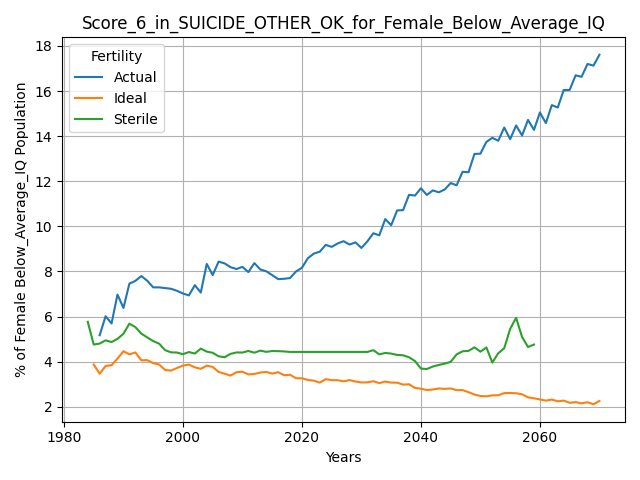 Score_6_in_SUICIDE_OTHER_OK_for_Female_Below_Average_IQ
Fertility
Actual
Ideal
Sterile
% of Female Below_Average_IQ Population
18
16
14
12
10
8
6
4
2
1980
2000
2020
2040
2060
Years